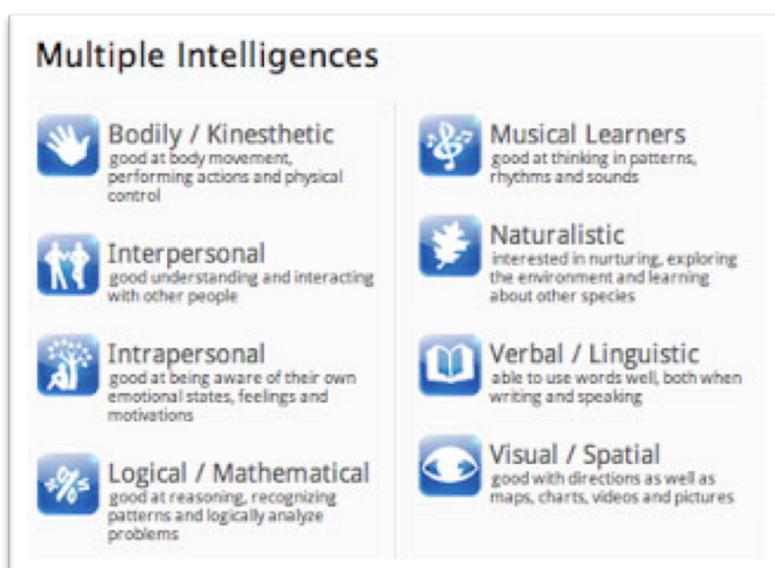 Multiple Intelligences
Bodily / Kinesthetic
good at body movement,
performing actions and physical
control
Interpersonal
good understanding and interacting
with other people
Intrapersonal
good at being aware of their own
emotional states, feelings and
motivations
Logical / Mathematical
good at reasoning, recognizing
patterns and logically analyze
problems
Musical Learners
good at thinking in patterns,
rhythms and sounds
Naturalistic
interested in nurturing, exploring
the environment and learning
about other species
Verbal / Linguistic
able to use words well, both when
writing and speaking
Visual / Spatial
good with directions as well as
maps, charts, videos and pictures